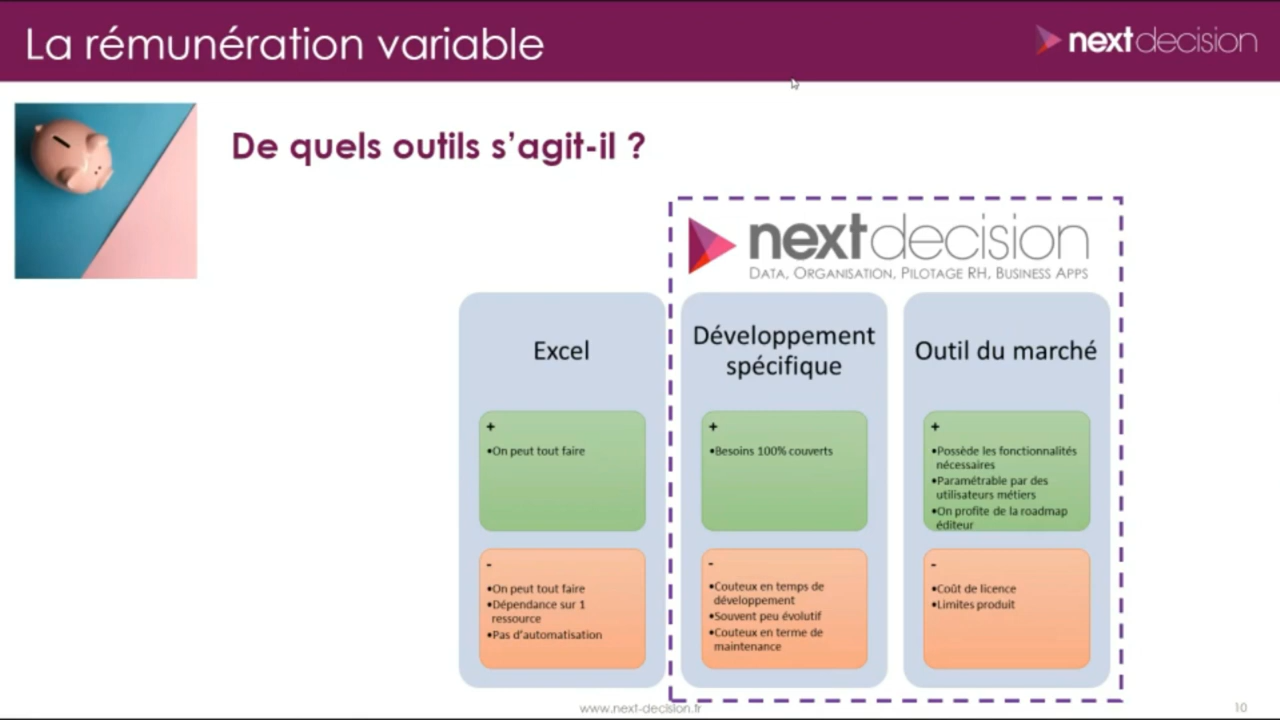 La rémunération variable
nextdecision
De quels outils s'agit-il ?
nextdecision
DATA, ORGANISATION, PILOTAGE RH, BUSINESS APPS
Excel
+
•On peut tout faire
-
•On peut tout faire
•Dépendance sur 1
ressource
•Pas d'automatisation
Développement
spécifique
+
•Besoins 100% couverts
-
•Couteux en temps de
développement
•Souvent peu évolutif
•Couteux en terme de
maintenance
Outil du marché
+
•Possède les fonctionnalités
nécessaires
•Paramétrable par des
utilisateurs métiers
•On profite de la roadmap
éditeur
-
•Coût de licence
•Limites produit
www.next-decision.fr
10